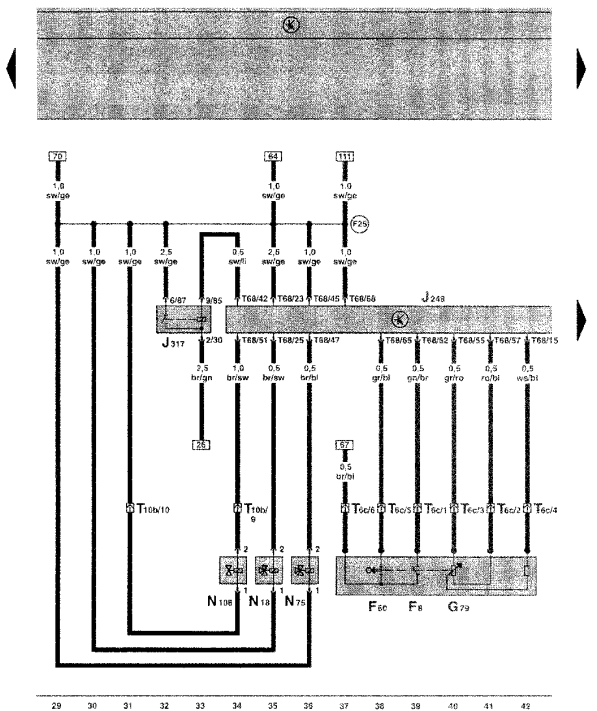 K
70 64 111
1,0 1,0 1.0
sw/ge sw/ge sw/ge
F25
1,0 1,0 1,0 2,5 0,5 2,5 1,0 1,0
sw/ge sw/ge sw/ge sw/ge sw/li sw/ge sw/ge sw/ge
6/87 9/85 T68/42 T68/23 T68/45 T68/68 J248
K
J317 2/30 T68/51 T68/25 T68/47 T68/65 T68/62 T68/55 T68/57 T68/15
2,5 1,0 0,5 0,5 0,5 0,5 0,5 0,5 0,5
br/gn br/sw br/sw br/bl gr/bl gn/br gr/ro ro/bl ws/bl
26 67
0,5
br/bl
T10b/10 T10b/9 T6c/6 T6c/5 T6c/1 T6c/3 T6c/2 T6c/4
2 2 2
1 1 1
N108 N18 N75 F60 F8 G79
29 30 31 32 33 34 35 36 37 38 39 40 41 42